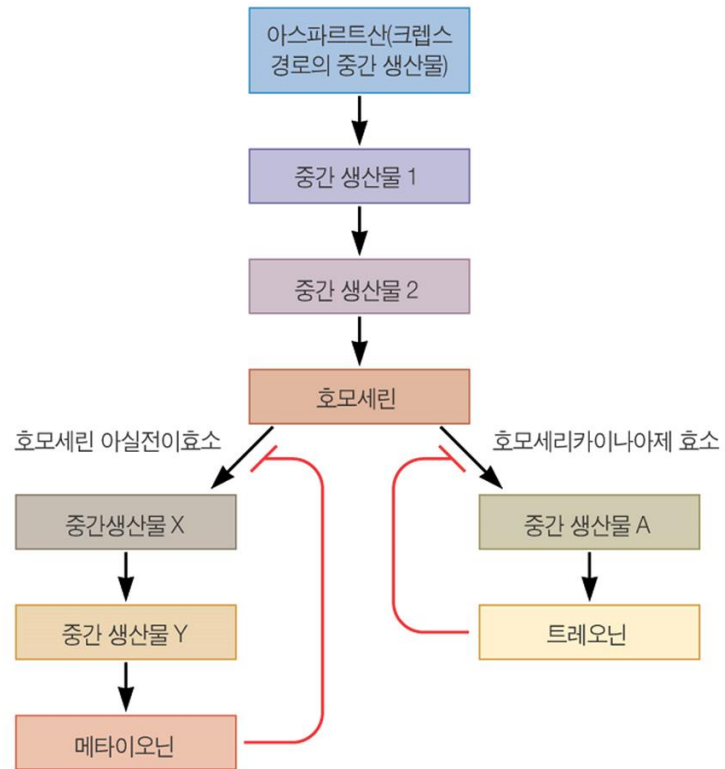 아스파르트산(크렙스
경로의 중간 생산물)
중간 생산물 1
중간 생산물 2
호모세린
호모세린 아실전이효소
호모세리카이나아제 효소
중간생산물 X
중간 생산물 A
중간 생산물 Y
트레오닌
메타이오닌